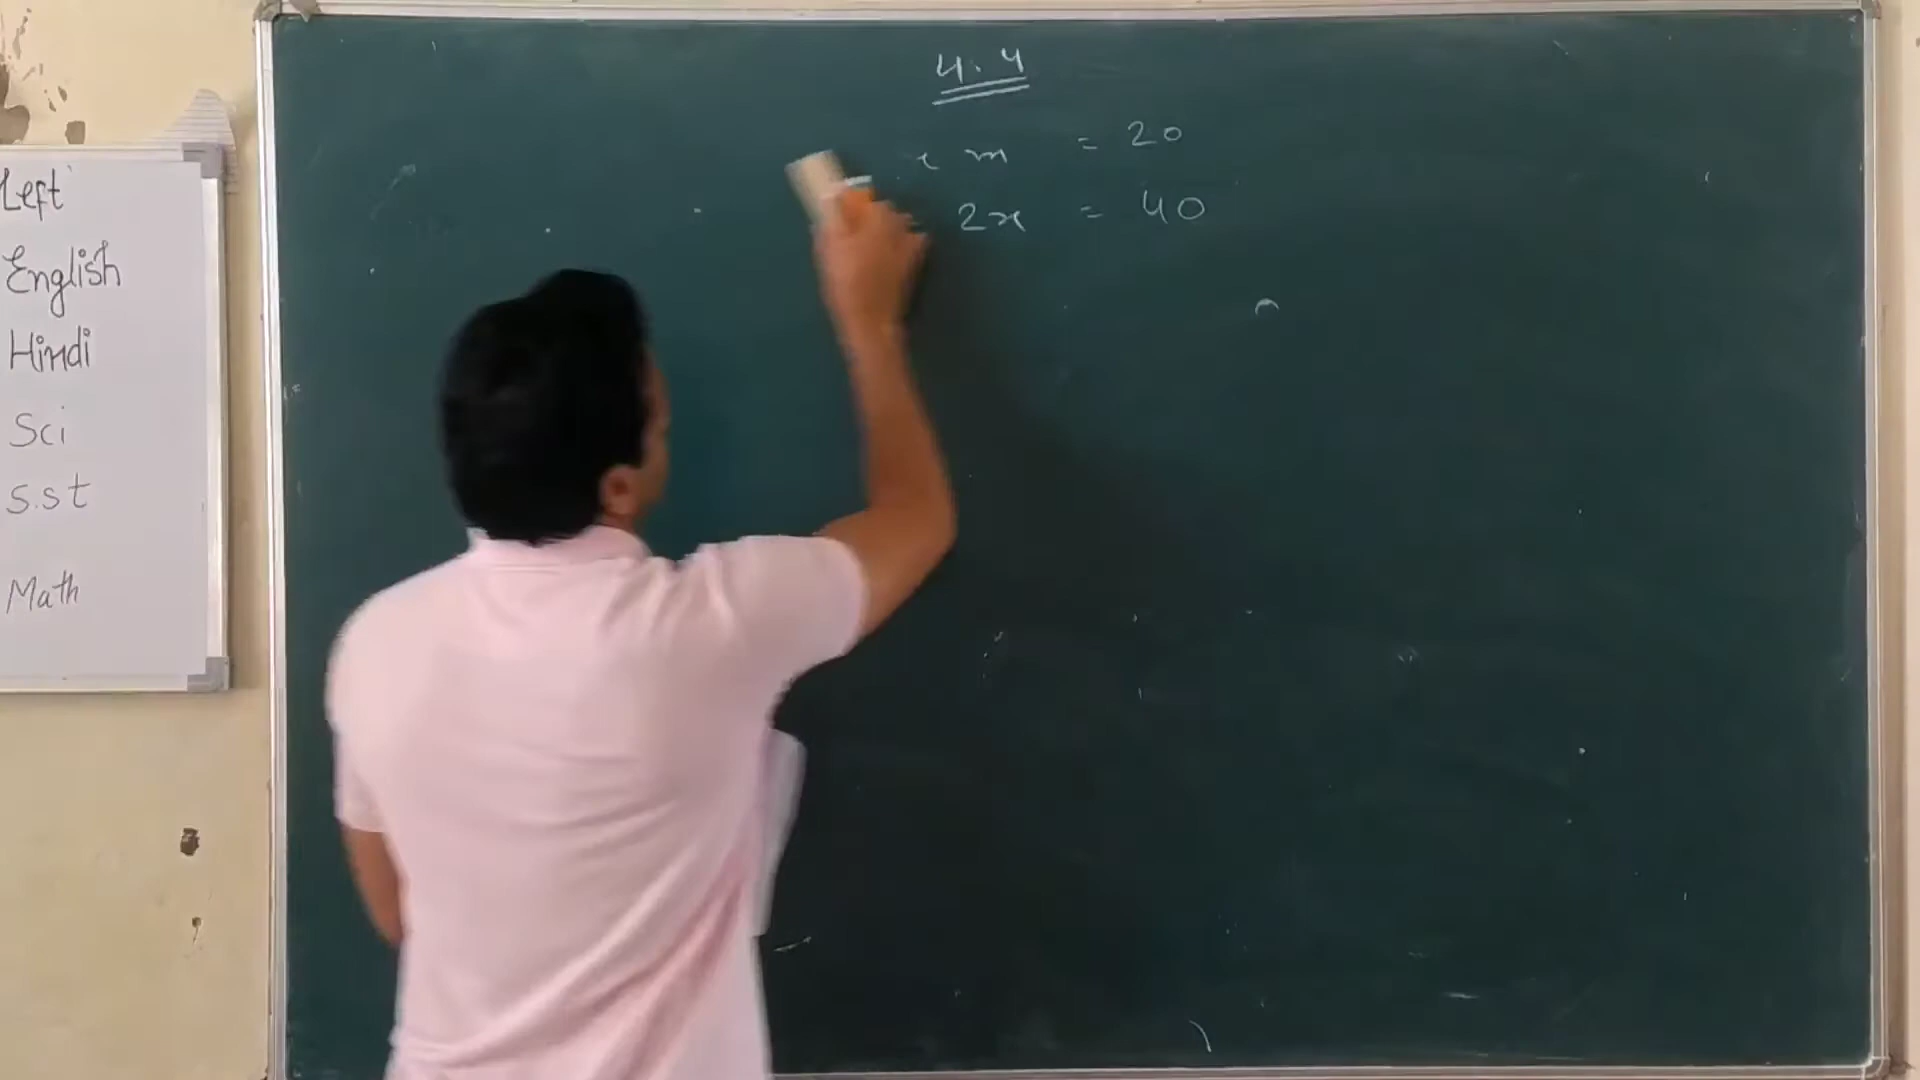 Left
English
Hindi
Sci
S.st
Math
4.4
x m = 20
2x = 40